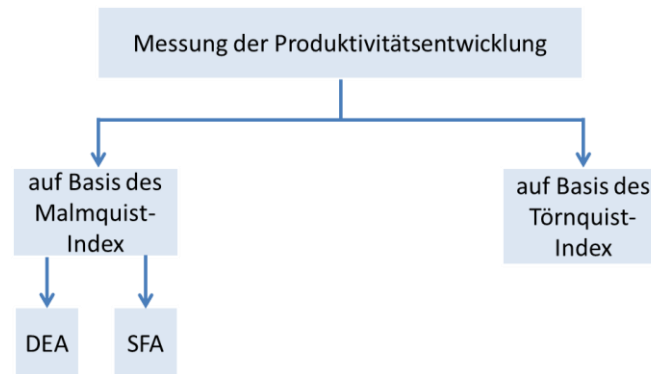 Messung der Produktivitätsentwicklung
auf Basis des
Malmquist-
Index
auf Basis des
Törnquist-
Index
DEA
SFA